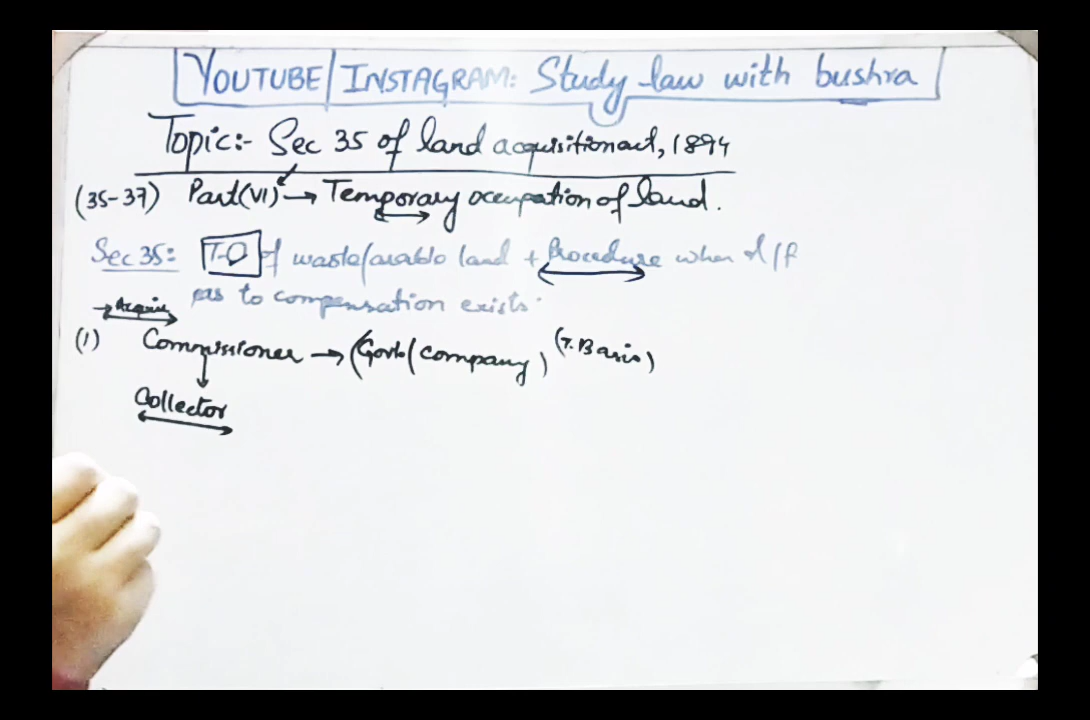 YOUTUBE/INSTAGRAM: Study law with bushra
Topic:- Sec 35 of land acquisition act, 1894
(35-37) Part(VI) → Temporary occupation of land.
Sec 35: T-O of waste/arable land + Procedure when d/f
as to compensation exists.
→ Acquire
(1) Commissioner → (Govt/company) (T. Basis)
Collector